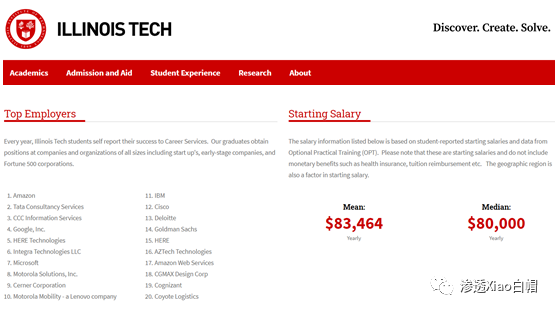 ILLINOIS TECH
Discover. Create. Solve.
Academics Admission and Aid Student Experience Research About
Top Employers
Every year, Illinois Tech students self report their success to Career Services. Our graduates obtain
positions at companies and organizations of all sizes including start up's, early-stage companies, and
Fortune 500 corporations.
1. Amazon
2. Tata Consultancy Services
3. CCC Information Services
4. Google, Inc.
5. HERE Technologies
6. Integra Technologies LLC
7. Microsoft
8. Motorola Solutions, Inc.
9. Cerner Corporation
10. Motorola Mobility - a Lenovo company
11. IBM
12. Cisco
13. Deloitte
14. Goldman Sachs
15. HERE
16. AZTech Technologies
17. Amazon Web Services
18. CGMAX Design Corp
19. Cognizant
20. Coyote Logistics
Starting Salary
The salary information listed below is based on student-reported starting salaries and data from
Optional Practical Training (OPT). Please note that these are starting salaries and do not include
monetary benefits such as health insurance, tuition reimbursement etc. The geographic region is
also a factor in starting salary.
Mean:
$83,464
Yearly
Median:
$80,000
Yearly
渗透Xiao白帽